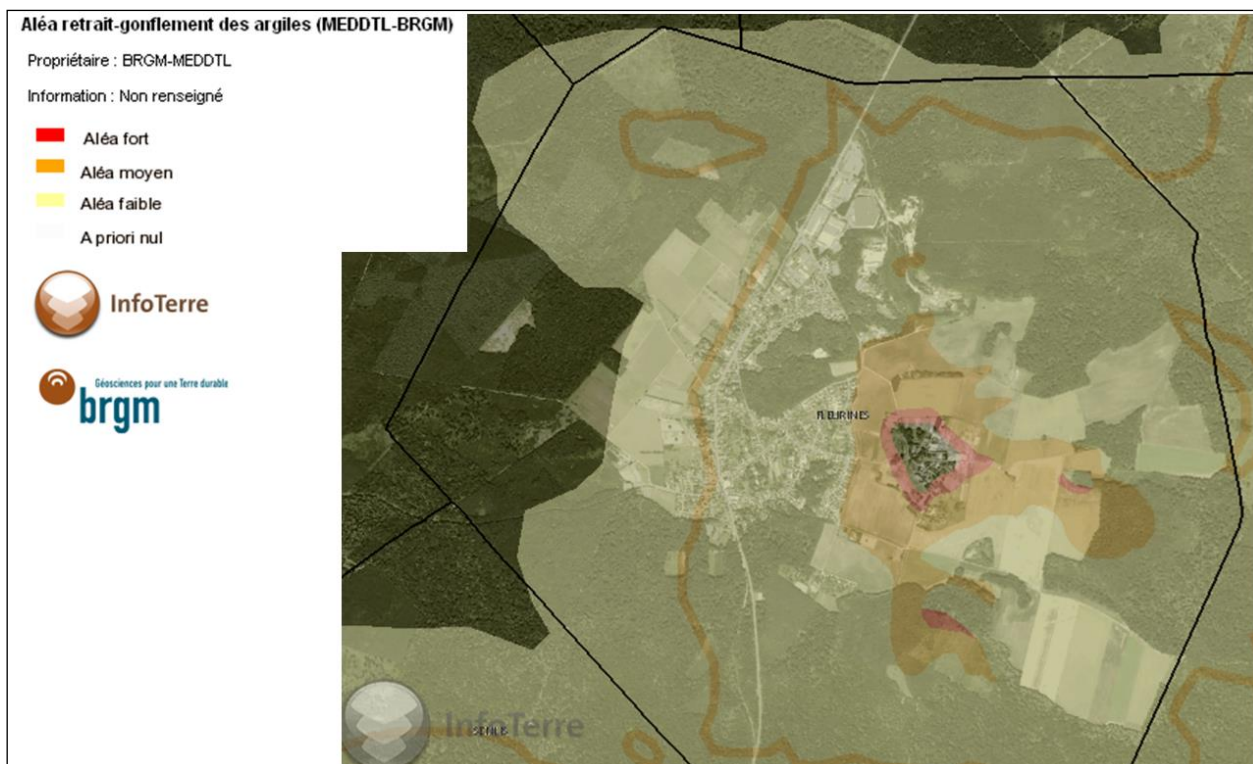 Aléa retrait-gonflement des argiles (MEDDTL-BRGM)
Propriétaire : BRGM-MEDDTL
Information : Non renseigné
Aléa fort
Aléa moyen
Aléa faible
A priori nul
InfoTerre
Géosciences pour une Terre durable
brgm
FLEURINES
InfoTerre
SENLIS